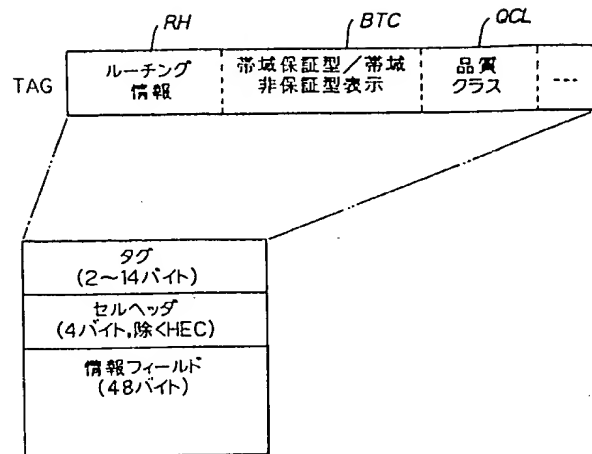 RH BTC QCL
TAG
ルーチング
情報
帯域保証型/帯域
非保証型表示
品質
クラス
---
タグ
(2〜14バイト)
セルヘッダ
(4バイト,除くHEC)
情報フィールド
(48バイト)